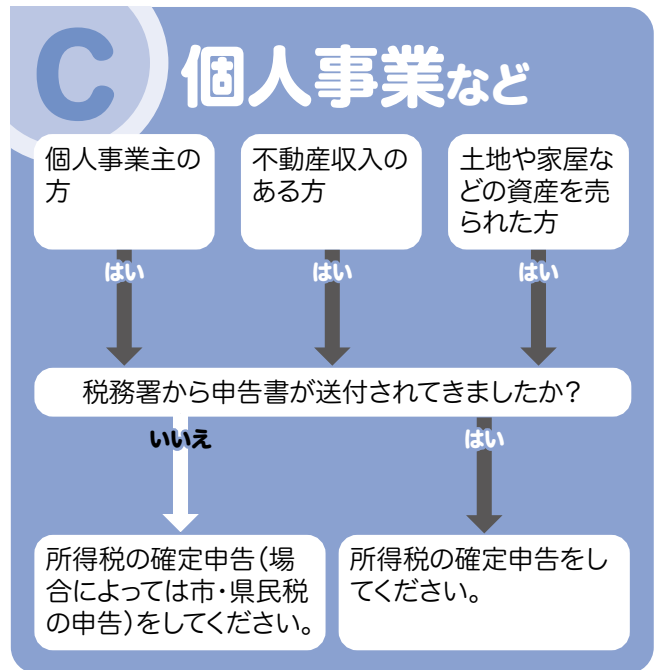 C 個人事業など
個人事業主の
方
不動産収入の
ある方
土地や家屋な
どの資産を売
られた方
はい
はい
はい
税務署から申告書が送付されてきましたか?
いいえ
はい
所得税の確定申告(場
合によっては市・県民税
の申告)をしてください。
所得税の確定申告をし
てください。